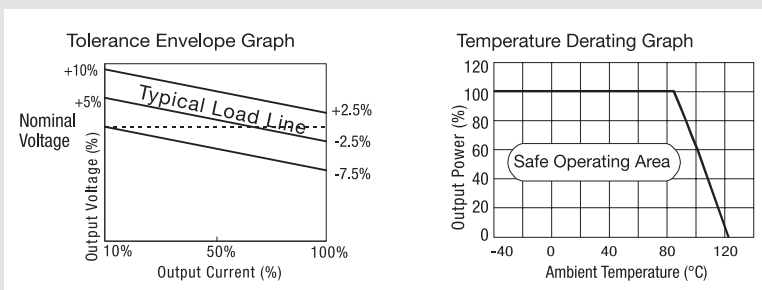 Tolerance Envelope Graph
+10%
+5%
Nominal
Voltage
Output Voltage (%)
Typical Load Line
+2.5%
-2.5%
-7.5%
10%
50%
100%
Output Current (%)
Temperature Derating Graph
120
100
80
60
40
20
0
Output Power (%)
Safe Operating Area
-40
0
40
80
120
Ambient Temperature (°C)